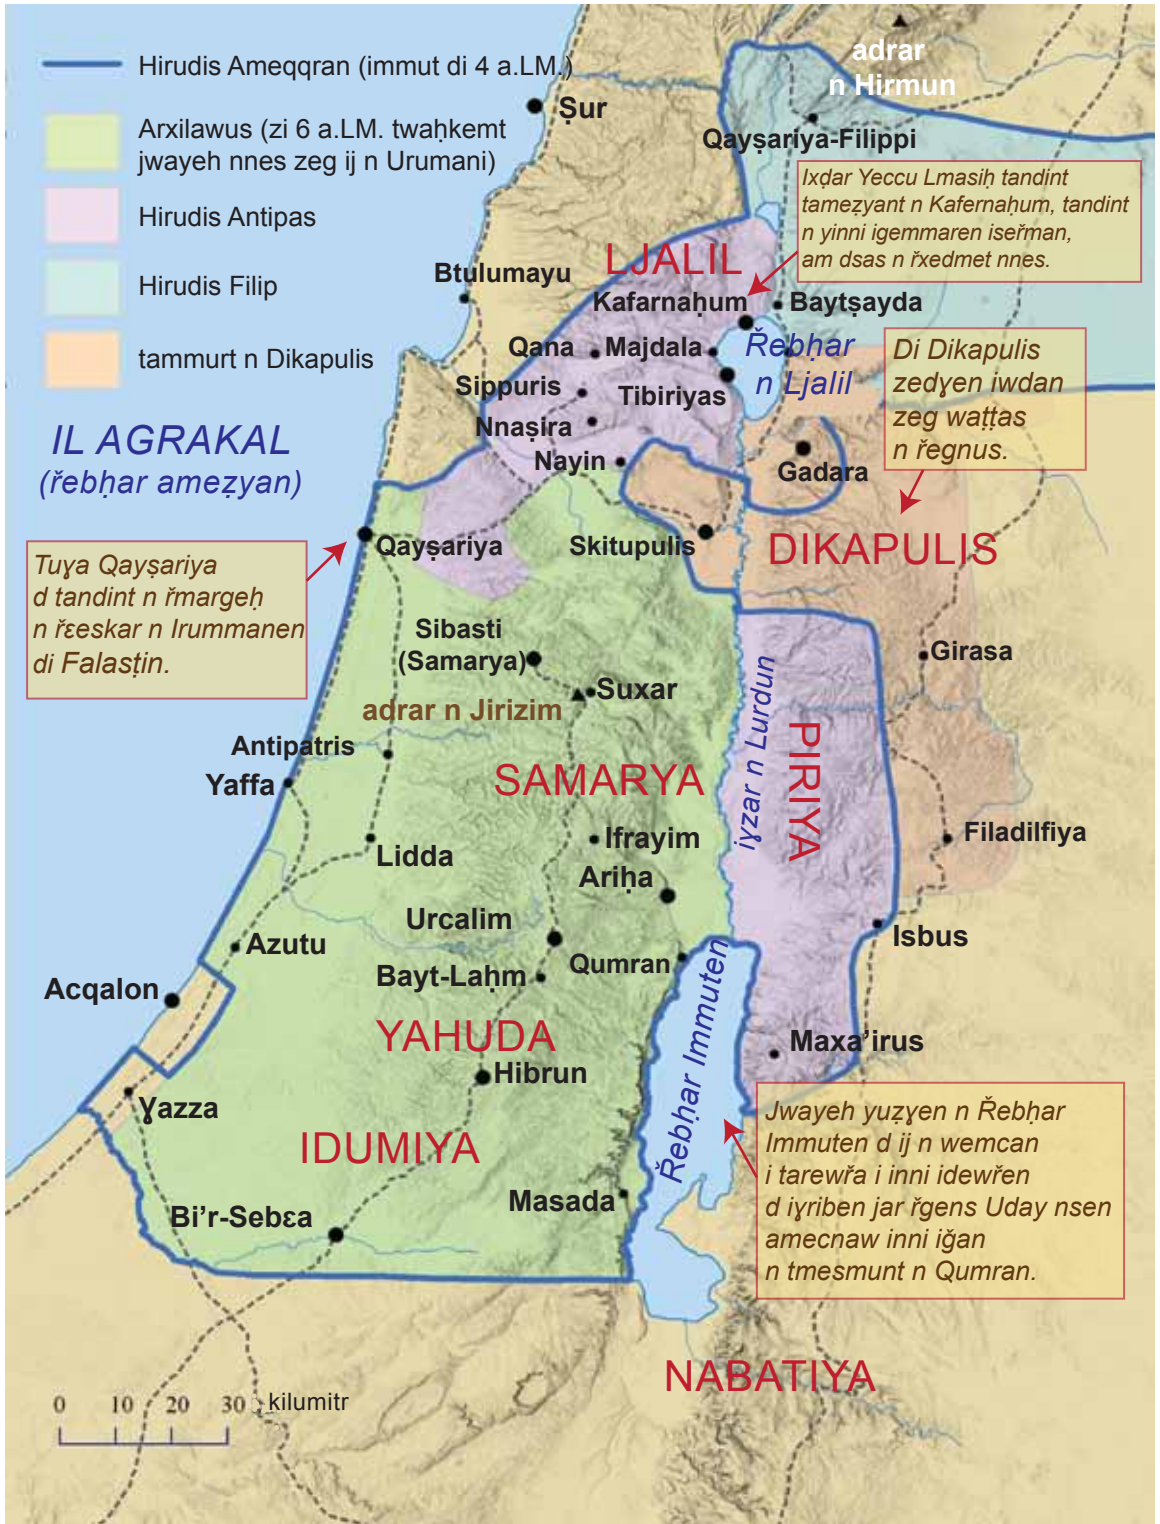 Hirudis Ameqqran (immut di 4 a.LM.)
Arxilawus (zi 6 a.LM. twaḥkemt
jwayeh nnes zeg ij n Urumani)
Hirudis Antipas
Hirudis Filip
tammurt n Dikapulis
adrar
n Hirmun
Ṣur
Qayṣariya-Filippi
Ixḍar Yeccu Lmasiḥ tandint
tameẓyant n Kafernaḥum, tandint
n yinni igemmaren iseřman,
am dsas n řxedmet nnes.
LJALIL
Btulumayu
Kafarnaḥum
Baytṣayda
Qana
Majdala
Řebḥar
n Ljalil
Sippuris
Tibiriyas
Nnaṣira
Nayin
Gadara
Di Dikapulis
zedɣen iwdan
zeg waṭṭas
n řegnus.
IL AGRAKAL
(řebḥar ameẓyan)
Qayṣariya
Skitupulis
DIKAPULIS
Tuɣa Qayṣariya
d tandint n řmargeḥ
n řɛeskar n Irummanen
di Falasṭin.
Sibasti
(Samarya)
Suxar
Girasa
adrar n Jirizim
iɣzar n Lurdun
PIRIYA
Antipatris
Yaffa
SAMARYA
Lidda
Ifrayim
Filadilfiya
Ariḥa
Urcalim
Isbus
Azutu
Qumran
Bayt-Laḥm
Acqalon
YAHUDA
Řebḥar Immuten
Maxa'irus
Hibrun
Ɣazza
IDUMIYA
Jwayeh yuẓɣen n Řebḥar
Immuten d ij n wemcan
i tarewřa i inni idewřen
d iɣriben jar řgens Uday nsen
amecnaw inni iǧan
n tmesmunt n Qumran.
Masada
Bi'r-Sebɛa
NABATIYA
0 10 20 30 kilumitr